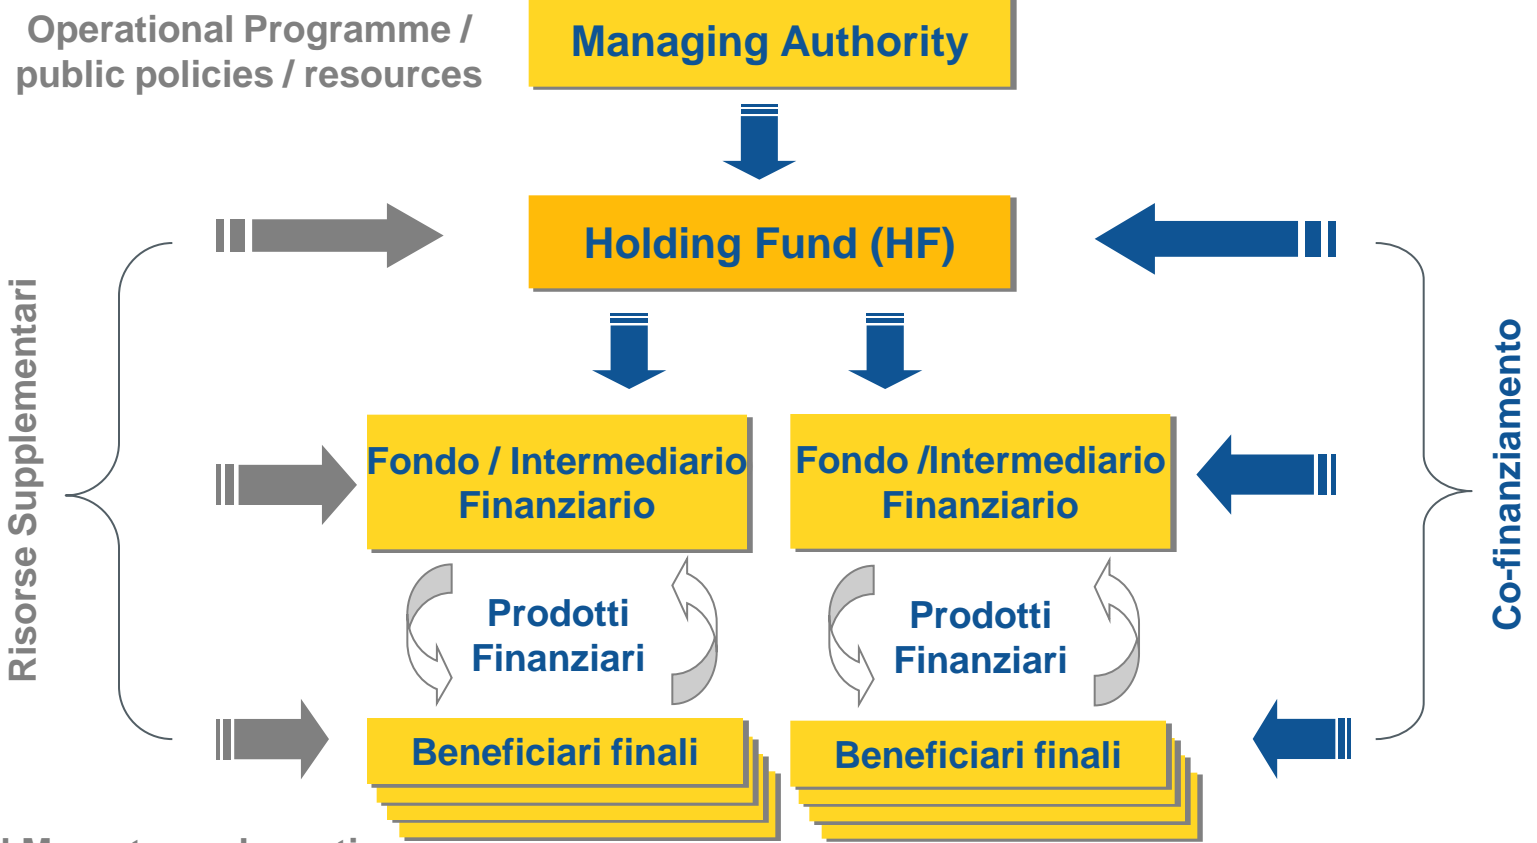 Operational Programme /
public policies / resources
Managing Authority
Holding Fund (HF)
Risorse Supplementari
Co-finanziamento
Fondo / Intermediario
Finanziario
Fondo /Intermediario
Finanziario
Prodotti
Finanziari
Prodotti
Finanziari
Beneficiari finali
Beneficiari finali